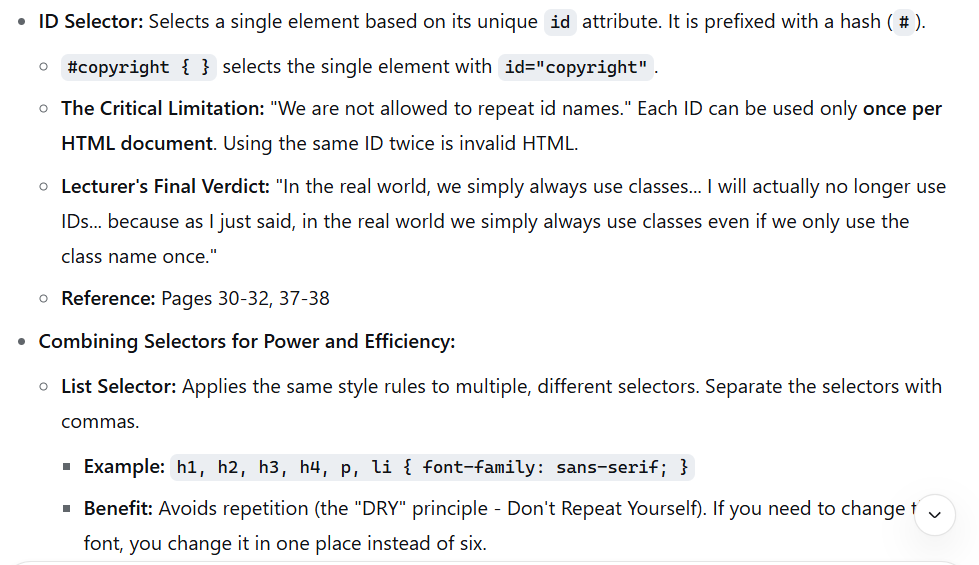 ID Selector: Selects a single element based on its unique id attribute. It is prefixed with a hash ( # ).
#copyright { } selects the single element with id="copyright" .
The Critical Limitation: "We are not allowed to repeat id names." Each ID can be used only once per
HTML document. Using the same ID twice is invalid HTML.
Lecturer's Final Verdict: "In the real world, we simply always use classes... I will actually no longer use
IDs... because as I just said, in the real world we simply always use classes even if we only use the
class name once."
Reference: Pages 30-32, 37-38
Combining Selectors for Power and Efficiency:
List Selector: Applies the same style rules to multiple, different selectors. Separate the selectors with
commas.
Example: h1, h2, h3, h4, p, li { font-family: sans-serif; }
Benefit: Avoids repetition (the "DRY" principle - Don't Repeat Yourself). If you need to change
font, you change it in one place instead of six.